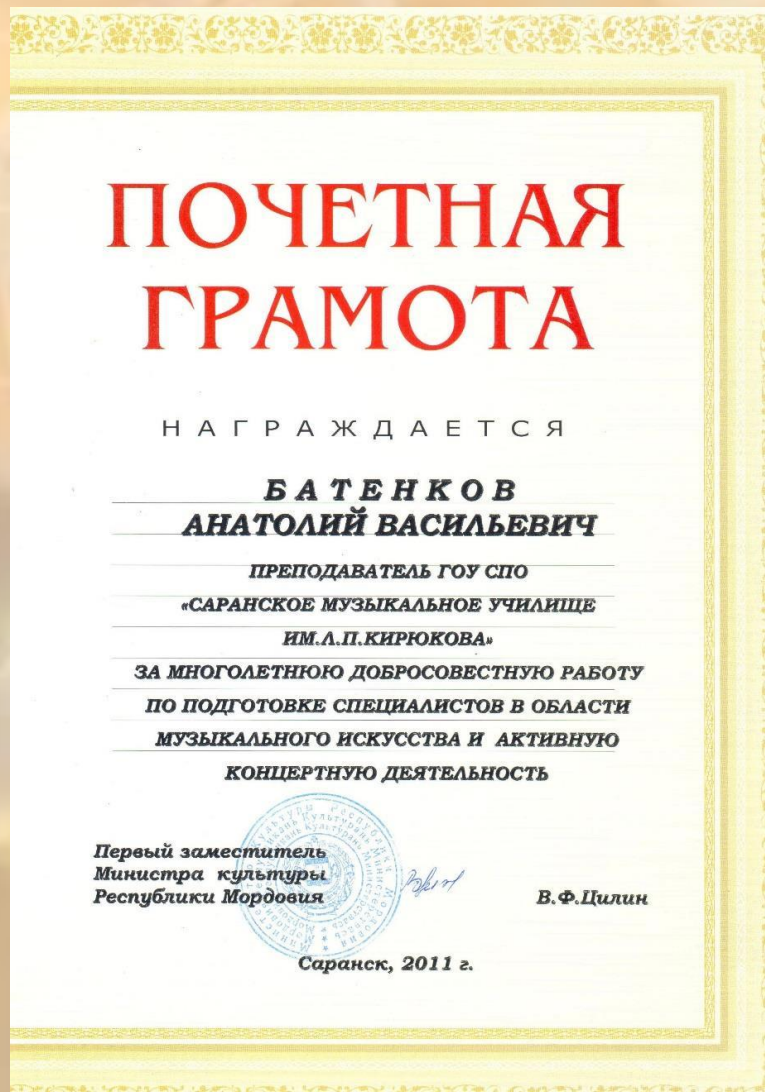 ПОЧЕТНАЯ
ГРАМОТА
НАГРАЖДАЕТСЯ
БАТЕНКОВ
АНАТОЛИЙ ВАСИЛЬЕВИЧ
ПРЕПОДАВАТЕЛЬ ГОУ СПО
«САРАНСКОЕ МУЗЫКАЛЬНОЕ УЧИЛИЩЕ
ИМ.Л.П.КИРЮКОВА»
ЗА МНОГОЛЕТНЮЮ ДОБРОСОВЕСТНУЮ РАБОТУ
ПО ПОДГОТОВКЕ СПЕЦИАЛИСТОВ В ОБЛАСТИ
МУЗЫКАЛЬНОГО ИСКУССТВА И АКТИВНУЮ
КОНЦЕРТНУЮ ДЕЯТЕЛЬНОСТЬ
Первый заместитель
Министра культуры
Республики Мордовия
В.Ф.Цилин
Саранск, 2011 г.